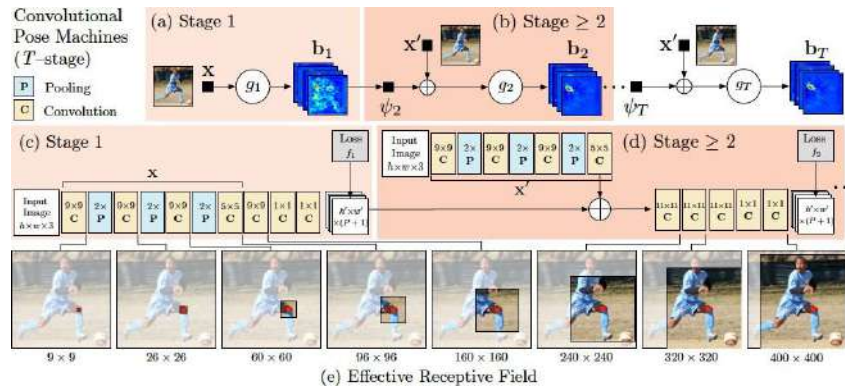 Convolutional
Pose Machines
(T–stage)
P Pooling
C Convolution
(a) Stage 1
x
g1
b1
(b) Stage ≥ 2
x′
ψ2
g2
b2
...
x′
ψT
gT
bT
(c) Stage 1
Loss
f1
x
Input
Image
h×w×3
9×9
C
2×
P
9×9
C
2×
P
9×9
C
2×
P
5×5
C
9×9
C
1×1
C
1×1
C
h′×w′
×(P+1)
Input
Image
h×w×3
9×9
C
2×
P
9×9
C
2×
P
9×9
C
2×
P
5×5
C
x′
(d) Stage ≥ 2
Loss
f2
11×11
C
11×11
C
11×11
C
1×1
C
1×1
C
h′×w′
×(P+1)
...
9 × 9
26 × 26
60 × 60
96 × 96
160 × 160
240 × 240
320 × 320
400 × 400
(e) Effective Receptive Field